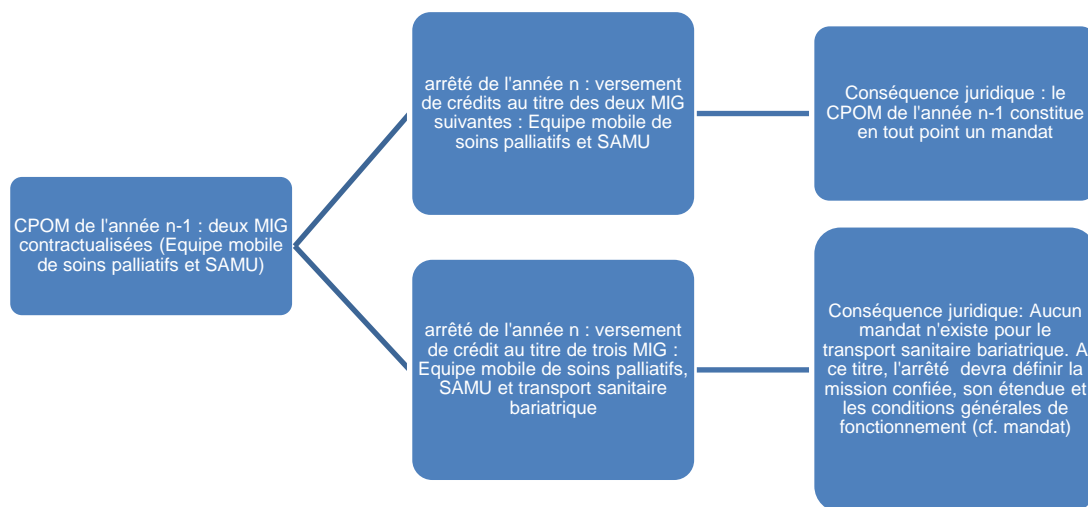 CPOM de l'année n-1 : deux MIG
contractualisées (Equipe mobile
de soins palliatifs et SAMU)
arrêté de l'année n : versement
de crédits au titre des deux MIG
suivantes : Equipe mobile de
soins palliatifs et SAMU
Conséquence juridique : le
CPOM de l'année n-1 constitue
en tout point un mandat
arrêté de l'année n : versement
de crédit au titre de trois MIG :
Equipe mobile de soins palliatifs,
SAMU et transport sanitaire
bariatrique
Conséquence juridique: Aucun
mandat n'existe pour le
transport sanitaire bariatrique. A
ce titre, l'arrêté devra définir la
mission confiée, son étendue et
les conditions générales de
fonctionnement (cf. mandat)